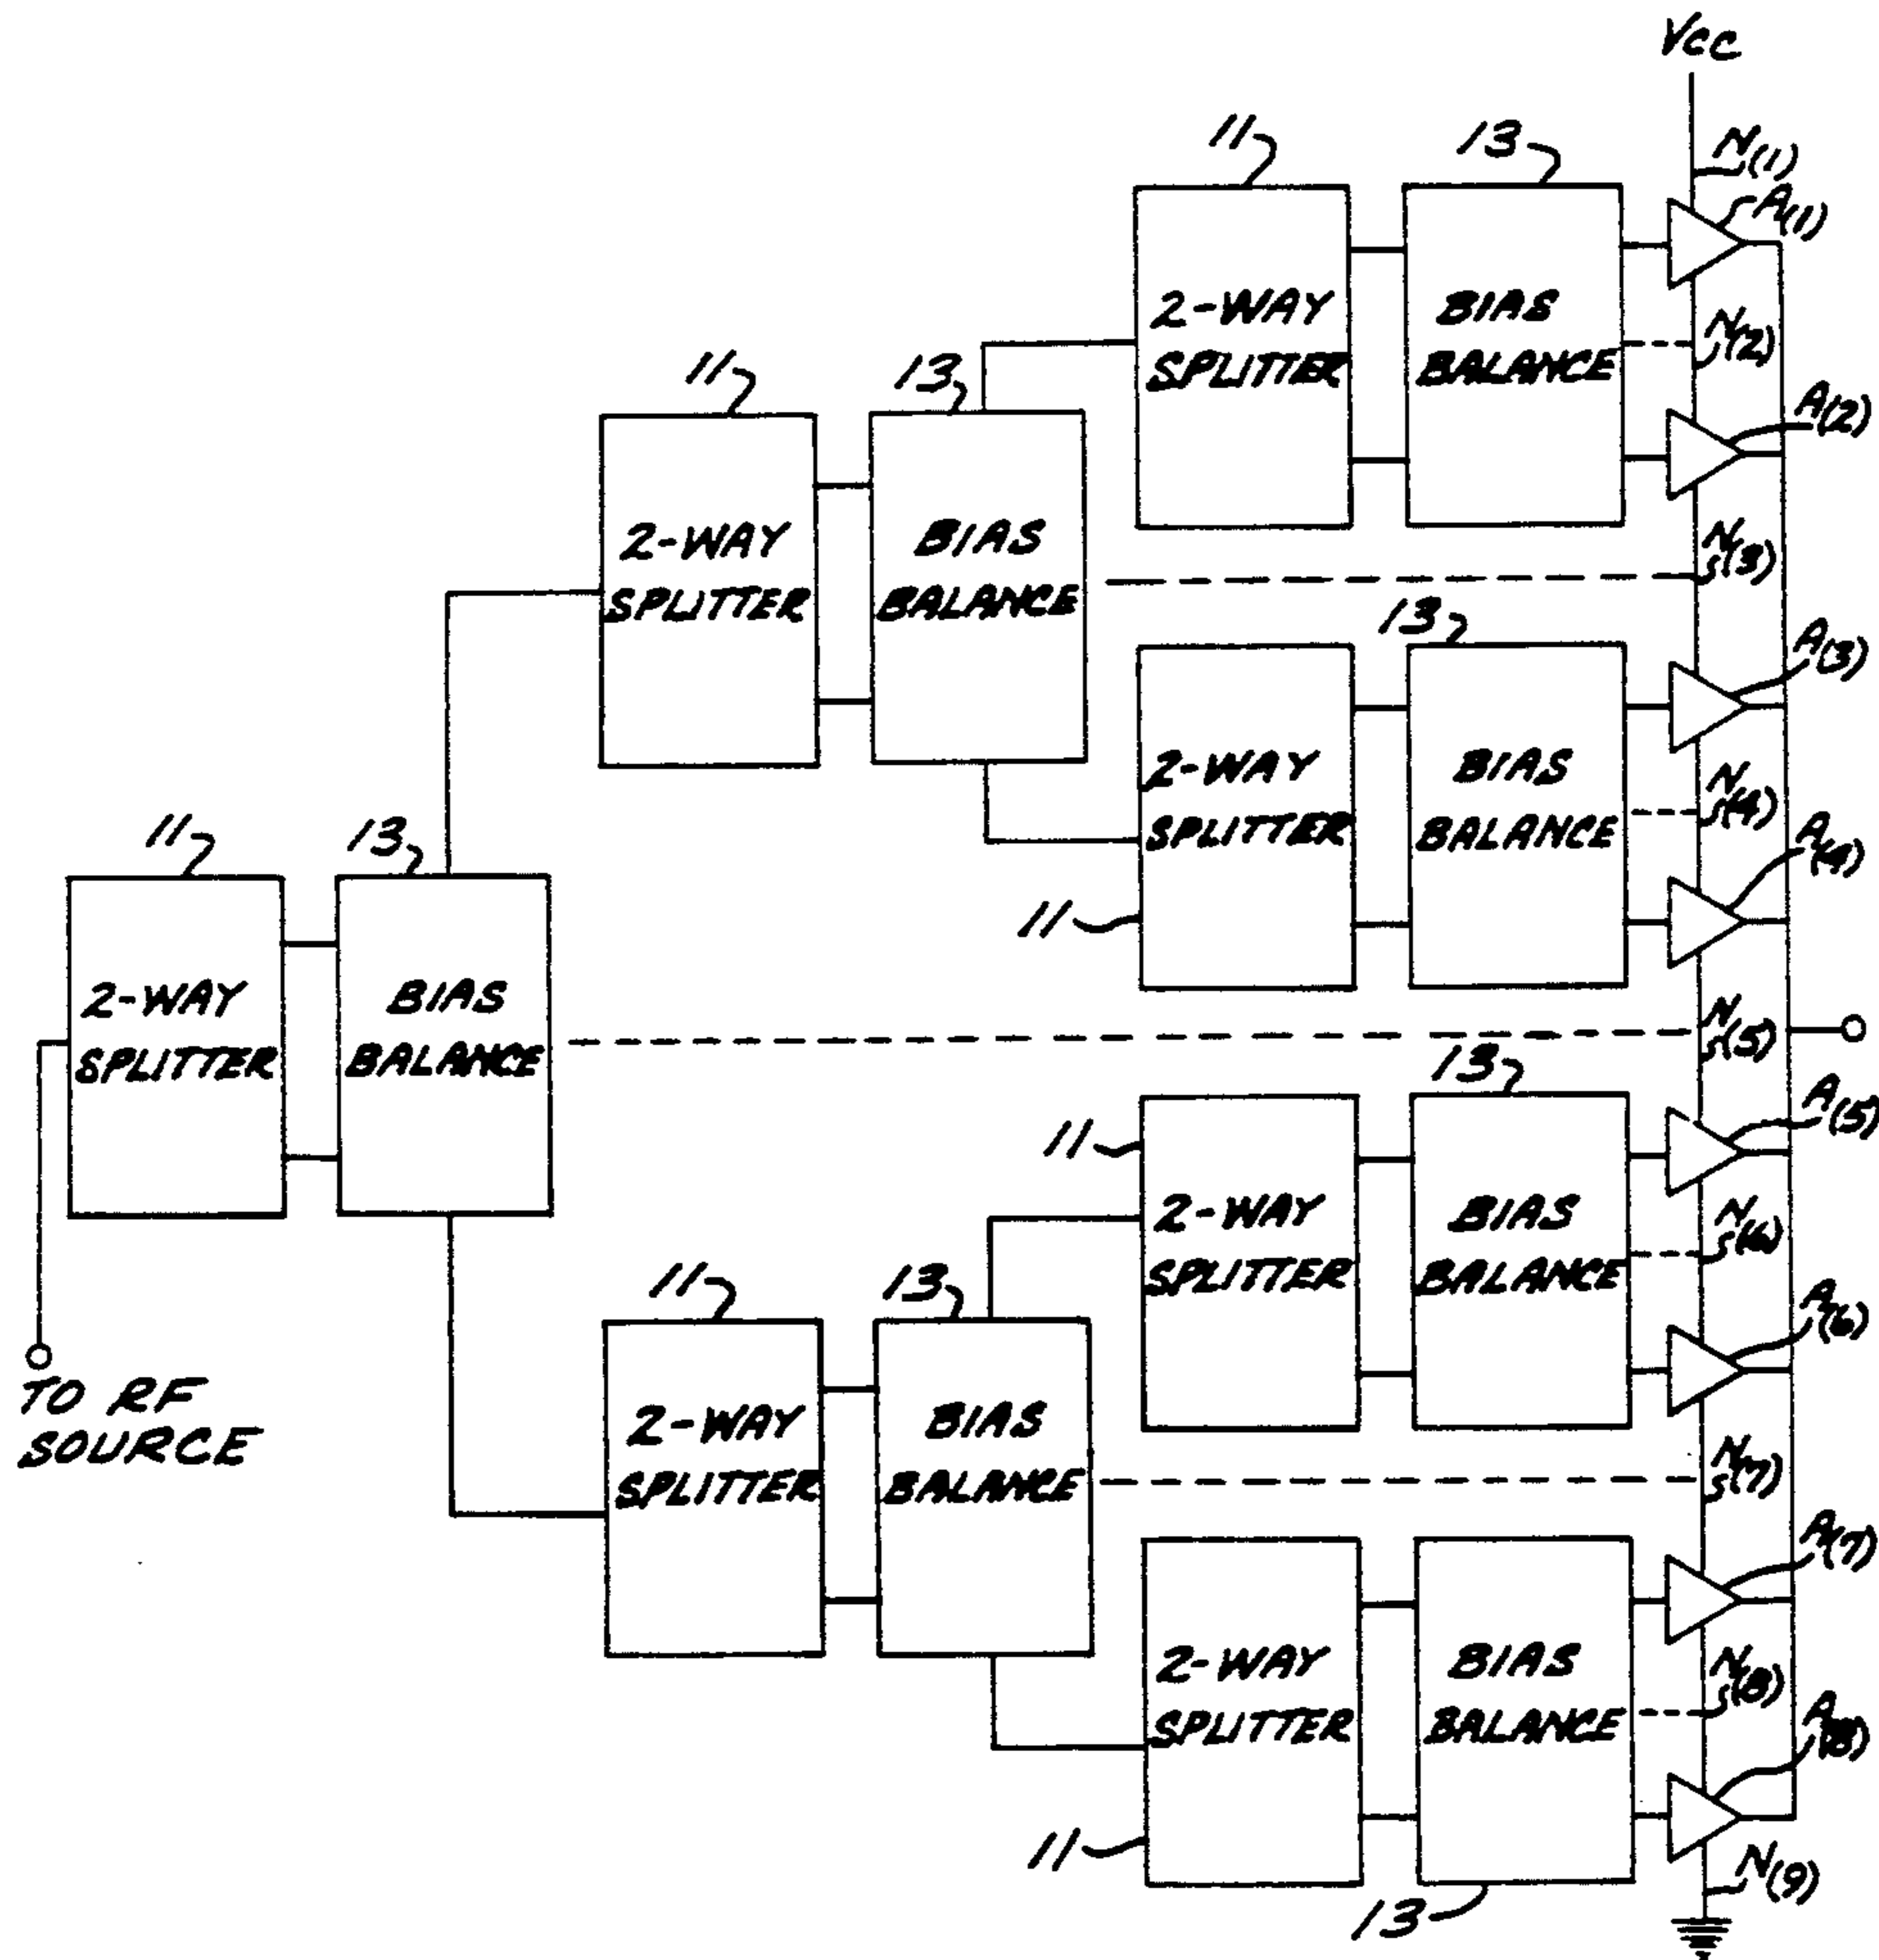 Vcc
N(1)
11
13
A(1)
2-WAY
SPLITTER
BIAS
BALANCE
N(2)
11
13
A(2)
2-WAY
SPLITTER
BIAS
BALANCE
N(3)
13
A(3)
2-WAY
SPLITTER
BIAS
BALANCE
N(4)
11
13
A(4)
11
2-WAY
SPLITTER
BIAS
BALANCE
N(5)
13
A(5)
11
2-WAY
SPLITTER
BIAS
BALANCE
N(6)
11
13
A(6)
TO RF
SOURCE
2-WAY
SPLITTER
BIAS
BALANCE
N(7)
A(7)
2-WAY
SPLITTER
BIAS
BALANCE
N(8)
A(8)
11
13
N(9)